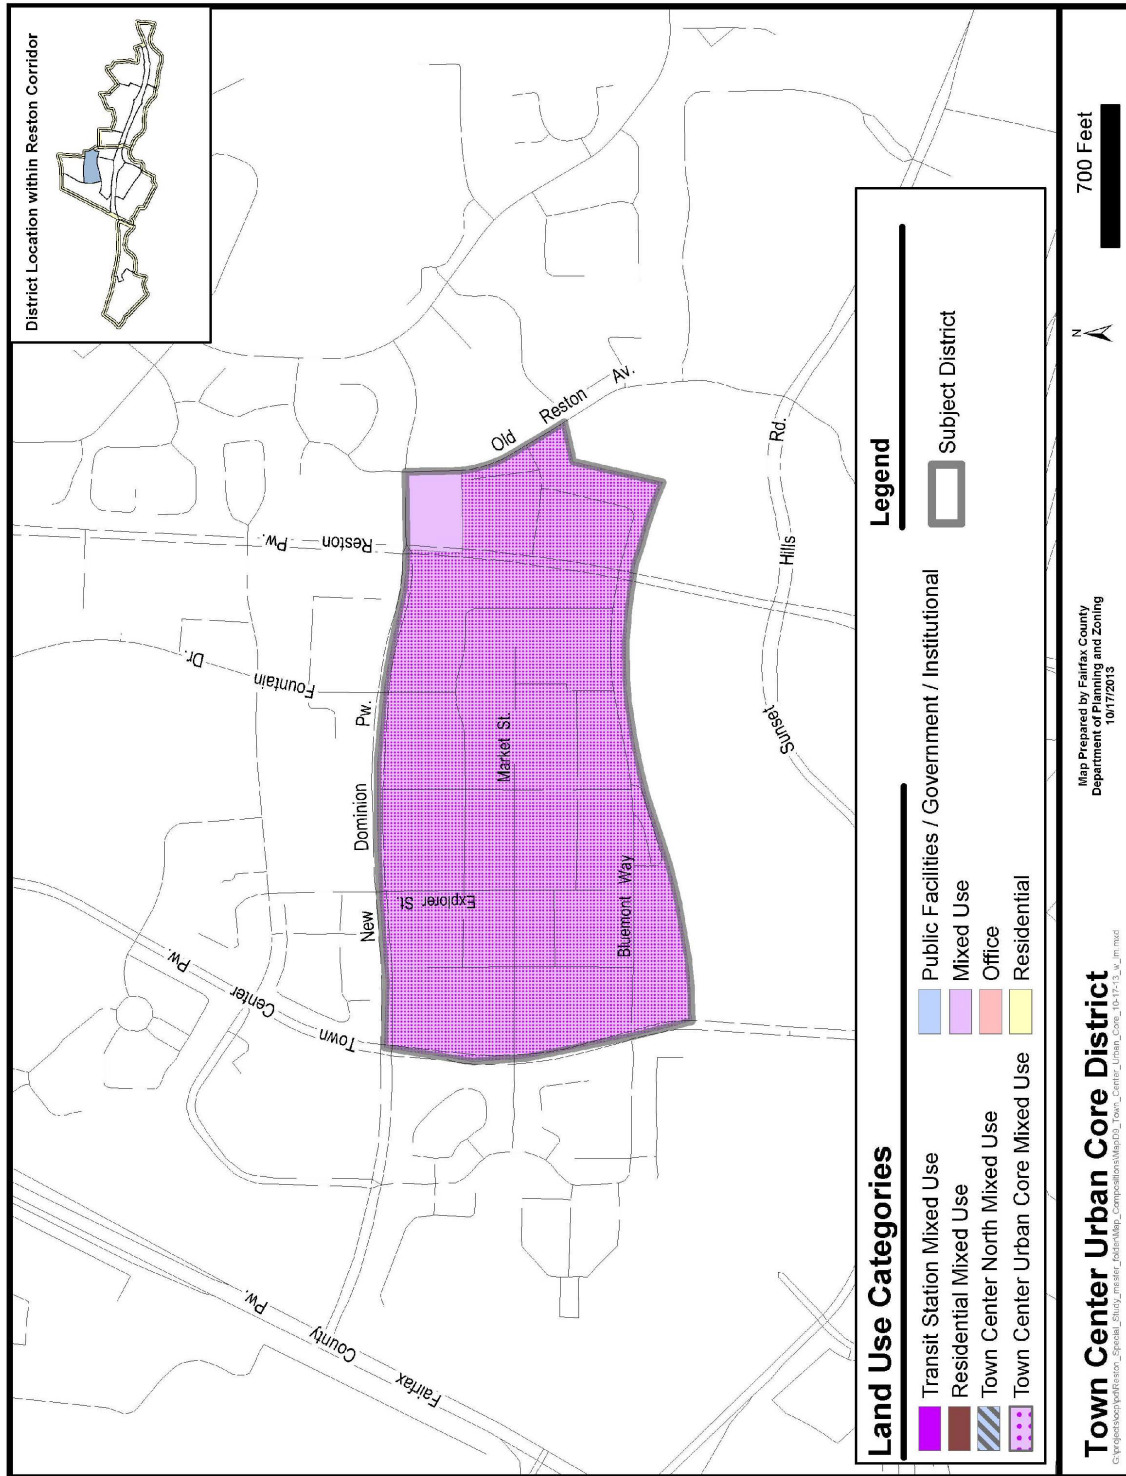 District Location within Reston Corridor
Fairfax
County
Pw.
Town
Center
Pw.
New
Dominion
Pw.
Fountain
Dr.
Reston
Pw.
Old
Reston
Av.
Explorer St.
Market St.
Bluemont Way
Sunset
Hills
Rd.
Land Use Categories
Transit Station Mixed Use
Residential Mixed Use
Town Center North Mixed Use
Town Center Urban Core Mixed Use
Public Facilities / Government / Institutional
Mixed Use
Office
Residential
Legend
Subject District
Town Center Urban Core District
Map Prepared by Fairfax County
Department of Planning and Zoning
10/17/2013
N
700 Feet